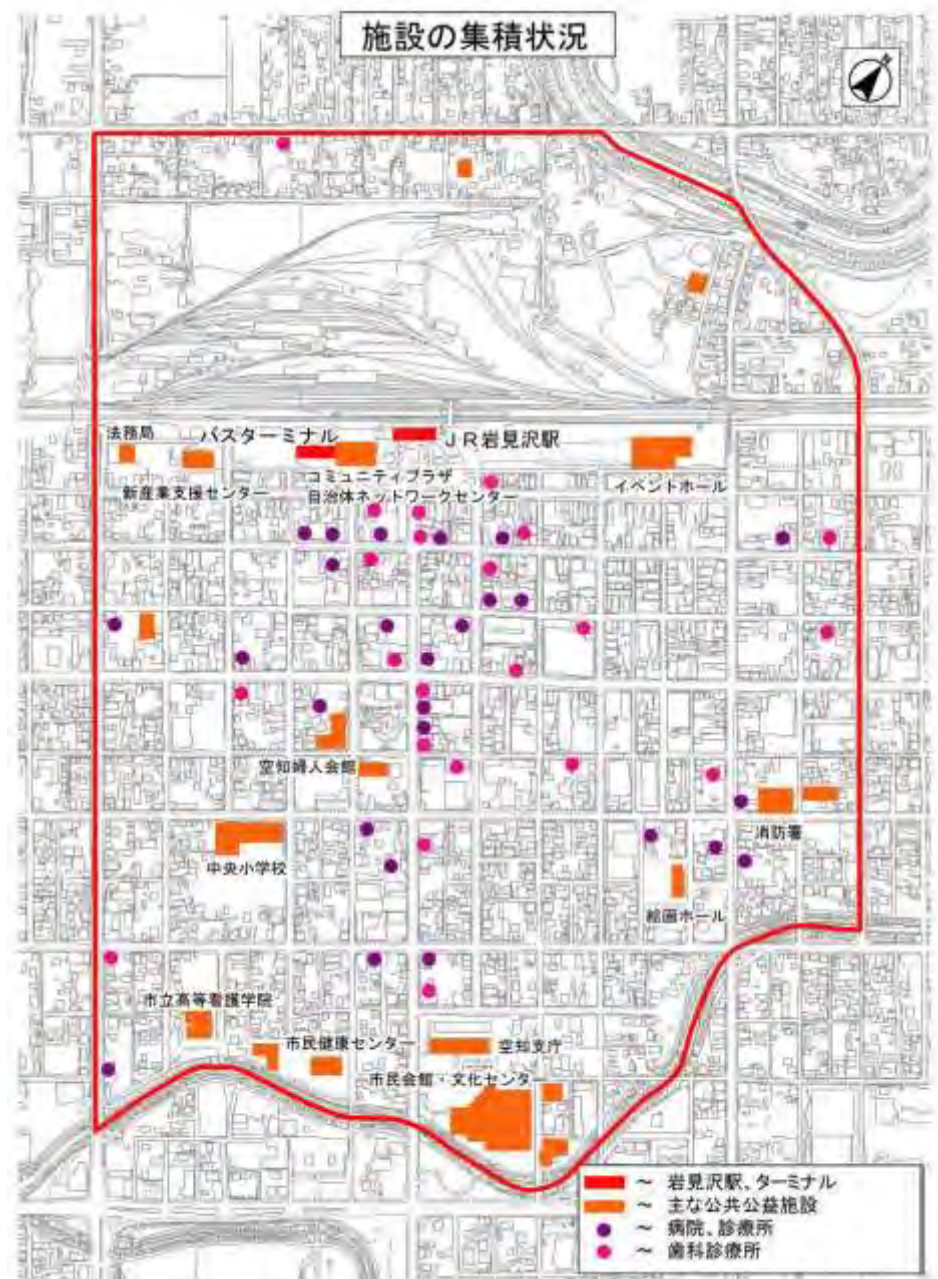 施設の集積状況
法務局
バスターミナル
JR岩見沢駅
新産業支援センター
コミュニティプラザ
自治体ネットワークセンター
イベントホール
空知婦人会館
消防署
中央小学校
絵画ホール
市立高等看護学院
市民健康センター
空知支庁
市民会館・文化センター
～ 岩見沢駅、ターミナル
～ 主な公共公益施設
～ 病院、診療所
～ 歯科診療所